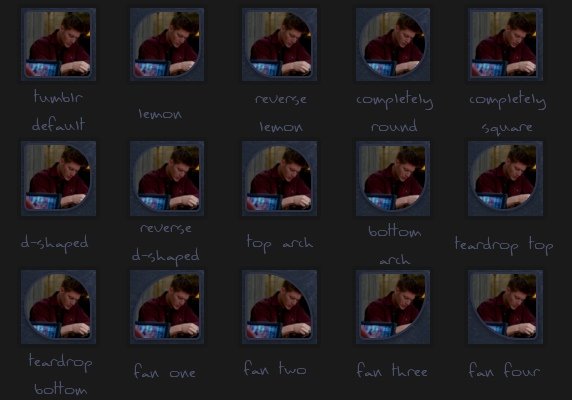 tumblr
default
lemon
reverse
lemon
completely
round
completely
square
d-shaped
reverse
d-shaped
top arch
bottom
arch
teardrop top
teardrop
bottom
fan one
fan two
fan three
fan four